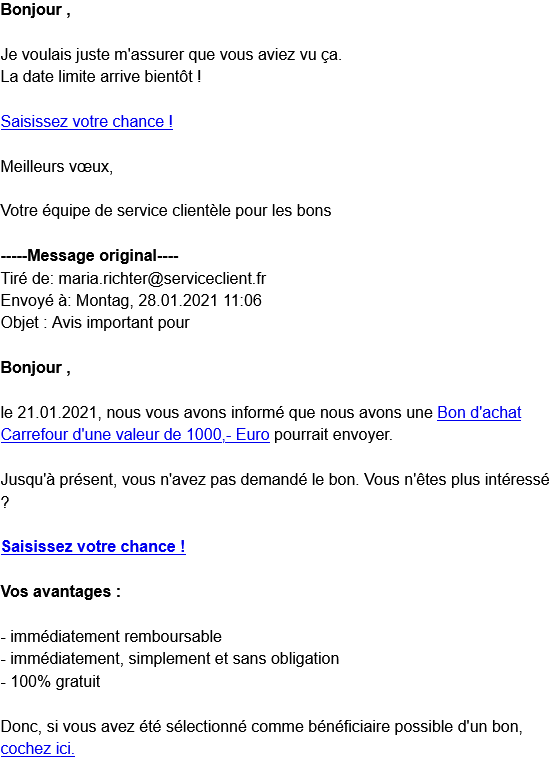 Bonjour ,
Je voulais juste m'assurer que vous aviez vu ça.
La date limite arrive bientôt !
Saisissez votre chance !
Meilleurs vœux,
Votre équipe de service clientèle pour les bons
-----Message original----
Tiré de: maria.richter@serviceclient.fr
Envoyé à: Montag, 28.01.2021 11:06
Objet : Avis important pour
Bonjour ,
le 21.01.2021, nous vous avons informé que nous avons une Bon d'achat
Carrefour d'une valeur de 1000,- Euro pourrait envoyer.
Jusqu'à présent, vous n'avez pas demandé le bon. Vous n'êtes plus intéressé
?
Saisissez votre chance !
Vos avantages :
- immédiatement remboursable
- immédiatement, simplement et sans obligation
- 100% gratuit
Donc, si vous avez été sélectionné comme bénéficiaire possible d'un bon,
cochez ici.